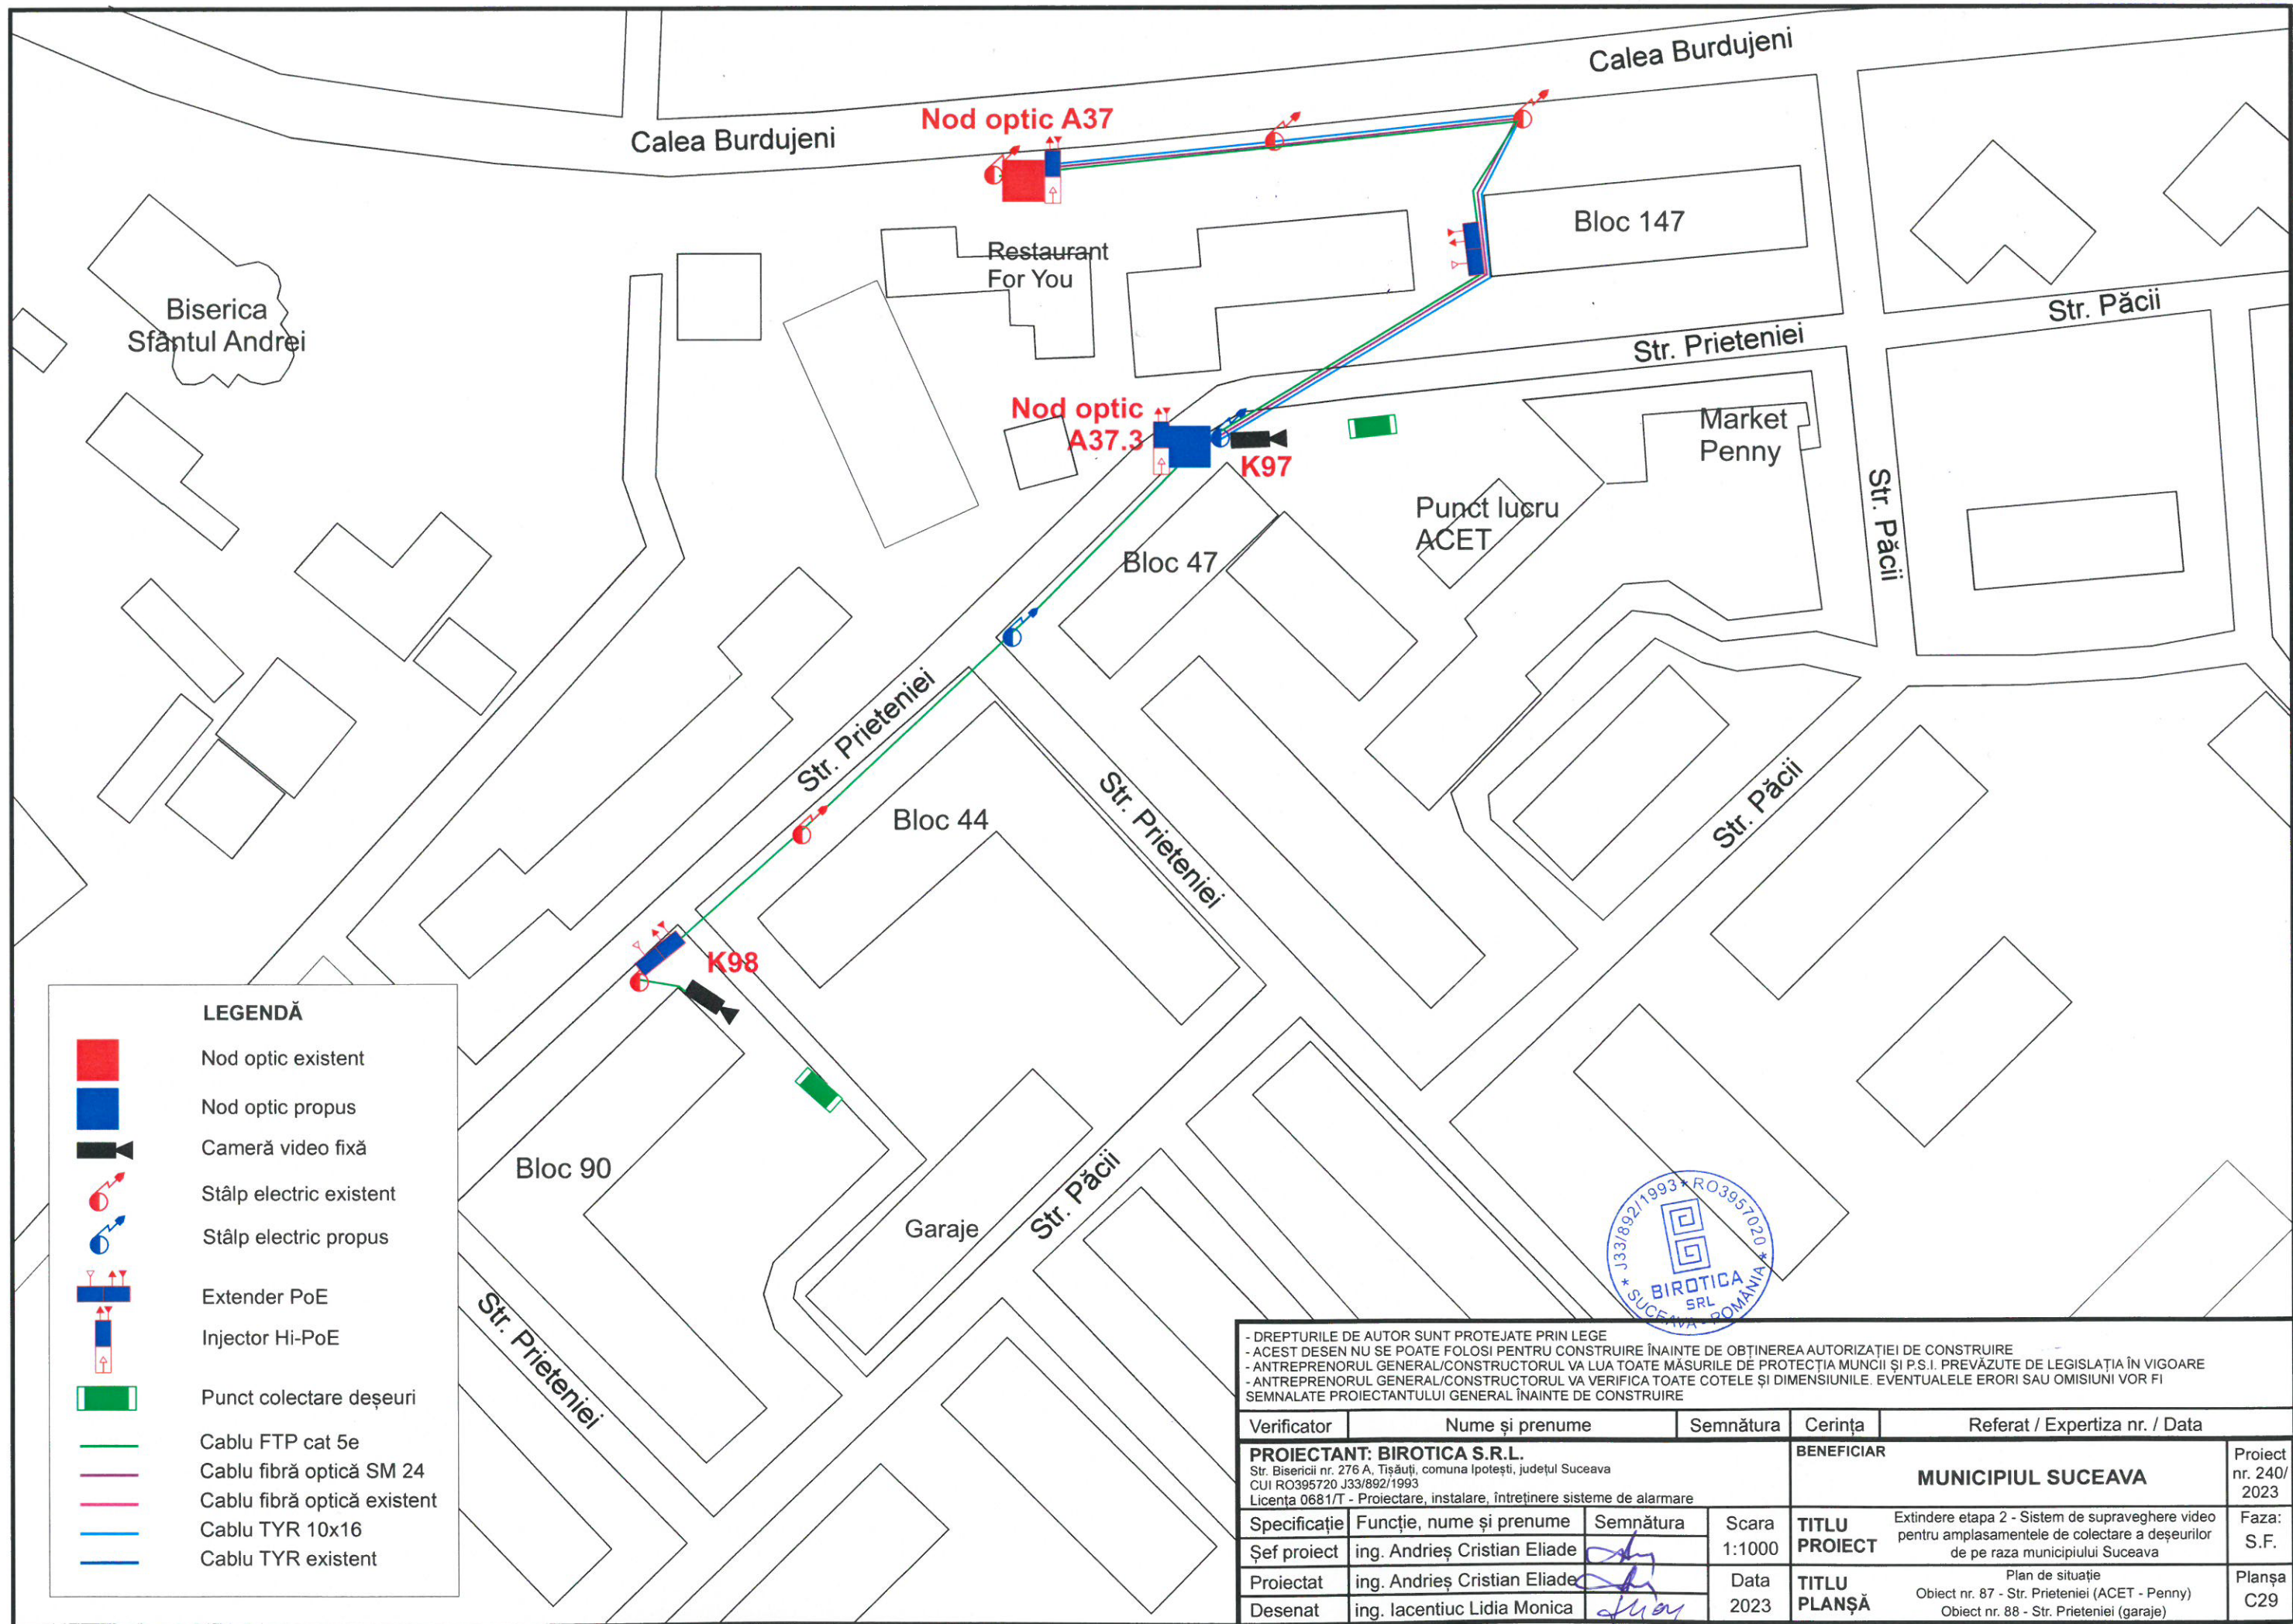 Calea Burdujeni
Nod optic A37
Calea Burdujeni
Bloc 147
Restaurant
For You
Biserica
Sfântul Andrei
Str. Păcii
Str. Prieteniei
Nod optic
A37.3
K97
Market
Penny
Str. Păcii
Punct lucru
ACET
Bloc 47
Str. Prieteniei
Str. Prieteniei
Str. Păcii
Bloc 44
K98
Bloc 90
Garaje
Str. Păcii
Str. Prieteniei
LEGENDĂ
Nod optic existent
Nod optic propus
Cameră video fixă
Stâlp electric existent
Stâlp electric propus
Extender PoE
Injector Hi-PoE
Punct colectare deșeuri
Cablu FTP cat 5e
Cablu fibră optică SM 24
Cablu fibră optică existent
Cablu TYR 10x16
Cablu TYR existent
* J33/892/1993 * RO3957020 *
BIROTICA
SRL
SUCEAVA - ROMÂNIA
- DREPTURILE DE AUTOR SUNT PROTEJATE PRIN LEGE
- ACEST DESEN NU SE POATE FOLOSI PENTRU CONSTRUIRE ÎNAINTE DE OBȚINEREA AUTORIZAȚIEI DE CONSTRUIRE
- ANTREPRENORUL GENERAL/CONSTRUCTORUL VA LUA TOATE MĂSURILE DE PROTECȚIA MUNCII ȘI P.S.I. PREVĂZUTE DE LEGISLAȚIA ÎN VIGOARE
- ANTREPRENORUL GENERAL/CONSTRUCTORUL VA VERIFICA TOATE COTELE ȘI DIMENSIUNILE. EVENTUALELE ERORI SAU OMISIUNI VOR FI
SEMNALATE PROIECTANTULUI GENERAL ÎNAINTE DE CONSTRUIRE
Verificator Nume și prenume Semnătura Cerința Referat / Expertiza nr. / Data
PROIECTANT: BIROTICA S.R.L.
Str. Bisericii nr. 276 A, Tișăuți, comuna Ipotești, județul Suceava
CUI RO395720 J33/892/1993
Licența 0681/T - Proiectare, instalare, întreținere sisteme de alarmare
BENEFICIAR
MUNICIPIUL SUCEAVA
Proiect
nr. 240/
2023
Specificație Funcție, nume și prenume Semnătura Scara
Șef proiect ing. Andrieș Cristian Eliade 1:1000
TITLU
PROIECT
Extindere etapa 2 - Sistem de supraveghere video
pentru amplasamentele de colectare a deșeurilor
de pe raza municipiului Suceava
Faza:
S.F.
Proiectat ing. Andrieș Cristian Eliade Data
Desenat ing. Iacentiuc Lidia Monica 2023
TITLU
PLANȘĂ
Plan de situație
Obiect nr. 87 - Str. Prieteniei (ACET - Penny)
Obiect nr. 88 - Str. Prieteniei (garaje)
Planșa
C29